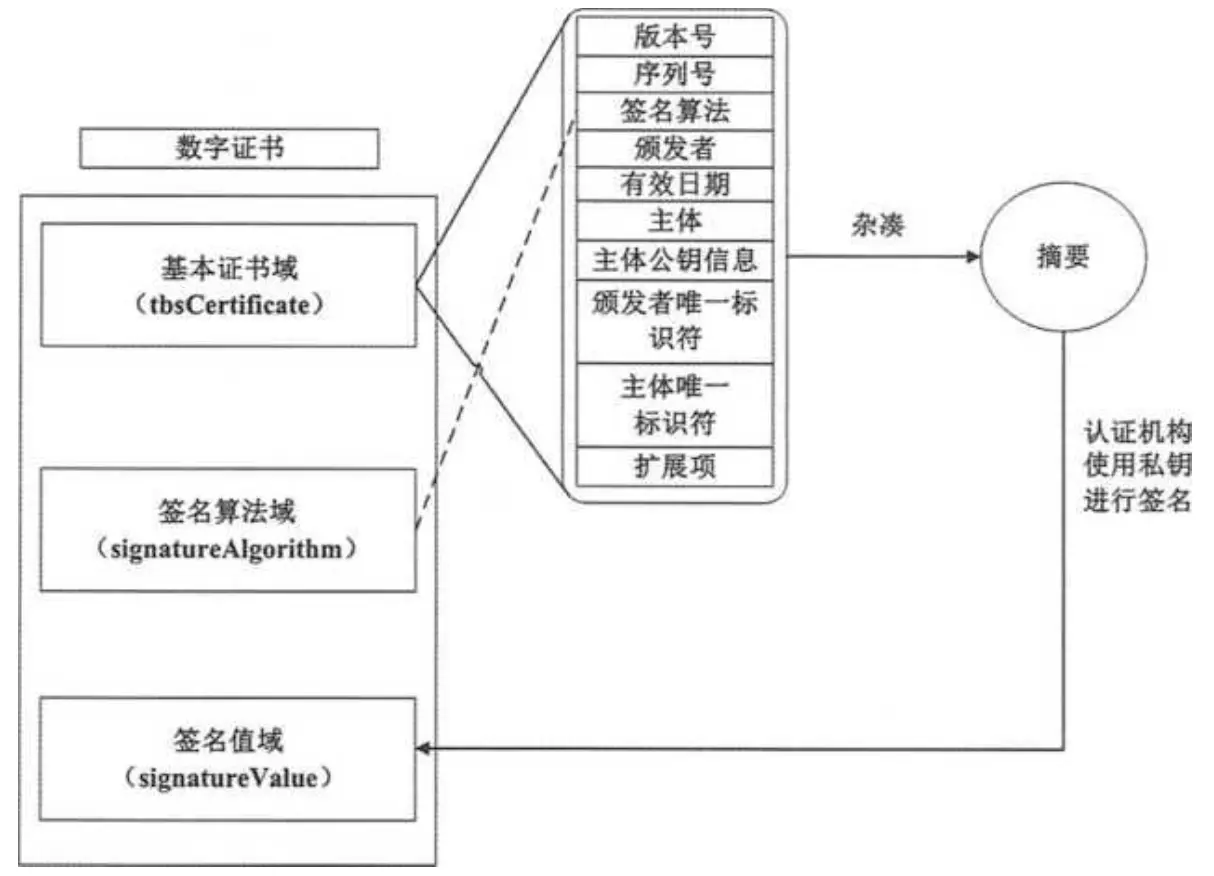 数字证书
基本证书域
（tbsCertificate）
签名算法域
（signatureAlgorithm）
签名值域
（signatureValue）
版本号
序列号
签名算法
颁发者
有效日期
主体
主体公钥信息
颁发者唯一标
识符
主体唯一
标识符
扩展项
杂凑
摘要
认证机构
使用私钥
进行签名